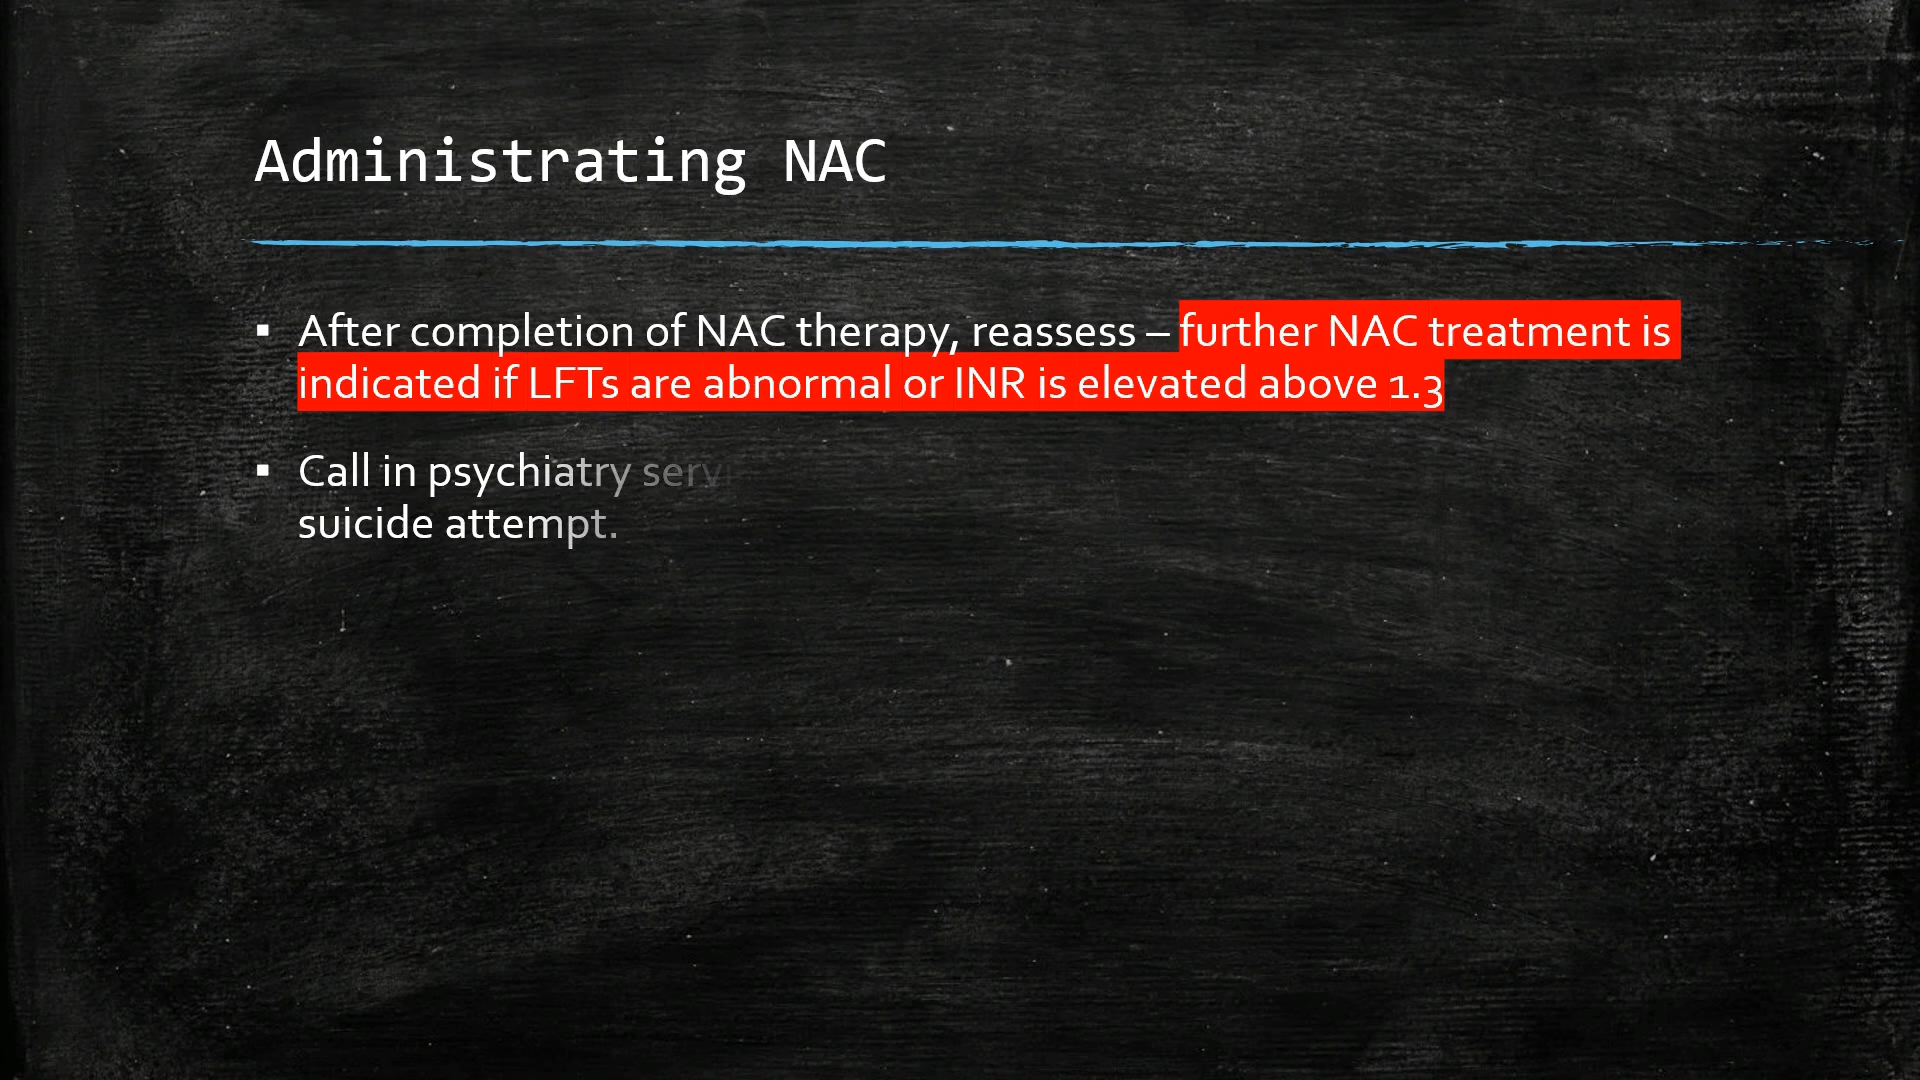 Administrating NAC
After completion of NAC therapy, reassess – further NAC treatment is
indicated if LFTs are abnormal or INR is elevated above 1.3
Call in psychiatry
suicide attempt.